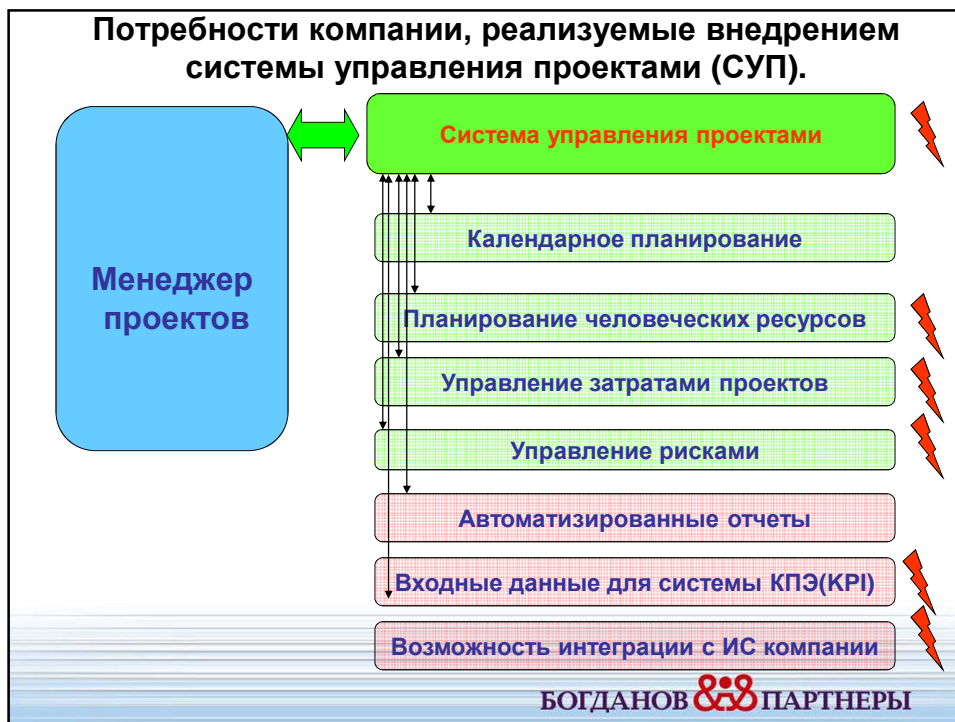 Потребности компании, реализуемые внедрением
системы управления проектами (СУП).
Система управления проектами
Менеджер
проектов
Календарное планирование
Планирование человеческих ресурсов
Управление затратами проектов
Управление рисками
Автоматизированные отчеты
Входные данные для системы КПЭ(KPI)
Возможность интеграции с ИС компании
БОГДАНОВ & ПАРТНЕРЫ